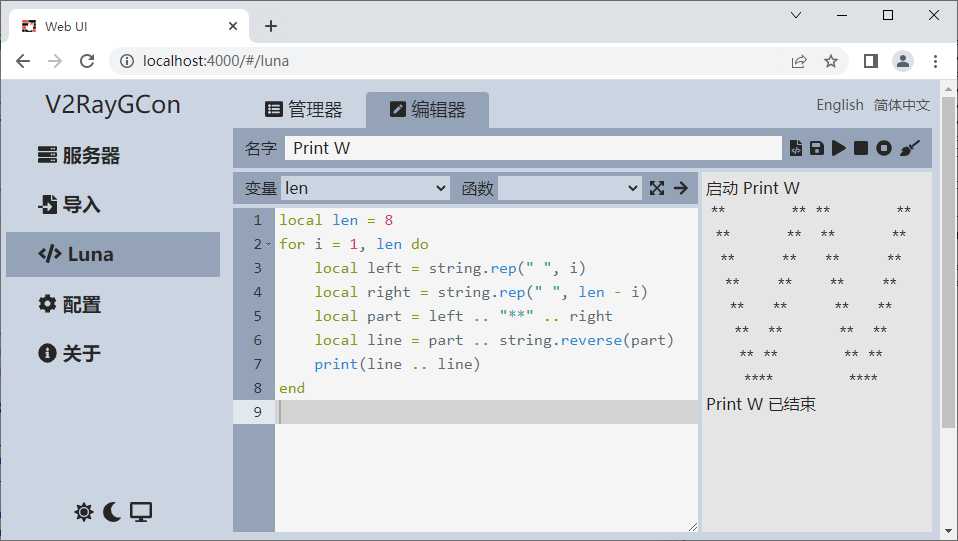 Web UI
localhost:4000/#/luna
V2RayGCon
管理器
编辑器
English 简体中文
服务器
导入
Luna
配置
关于
名字 Print W
变量 len 函数
1 local len = 8
2 for i = 1, len do
3     local left = string.rep(" ", i)
4     local right = string.rep(" ", len - i)
5     local part = left .. "**" .. right
6     local line = part .. string.reverse(part)
7     print(line .. line)
8 end
9
启动 Print W
 **              ** **              **
  **            **   **            **
   **          **     **          **
    **        **       **        **
     **      **         **      **
      **    **           **    **
       **  **             **  **
        ****               ****
Print W 已结束